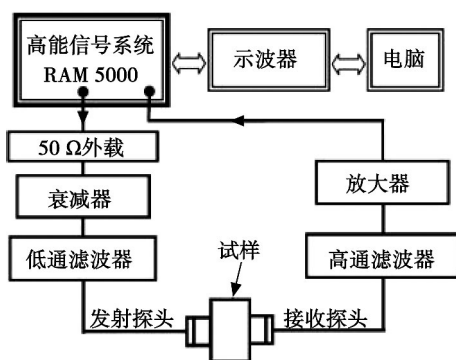 高能信号系统
RAM 5000
示波器
电脑
50 Ω外载
衰减器
放大器
低通滤波器
高通滤波器
试样
发射探头
接收探头